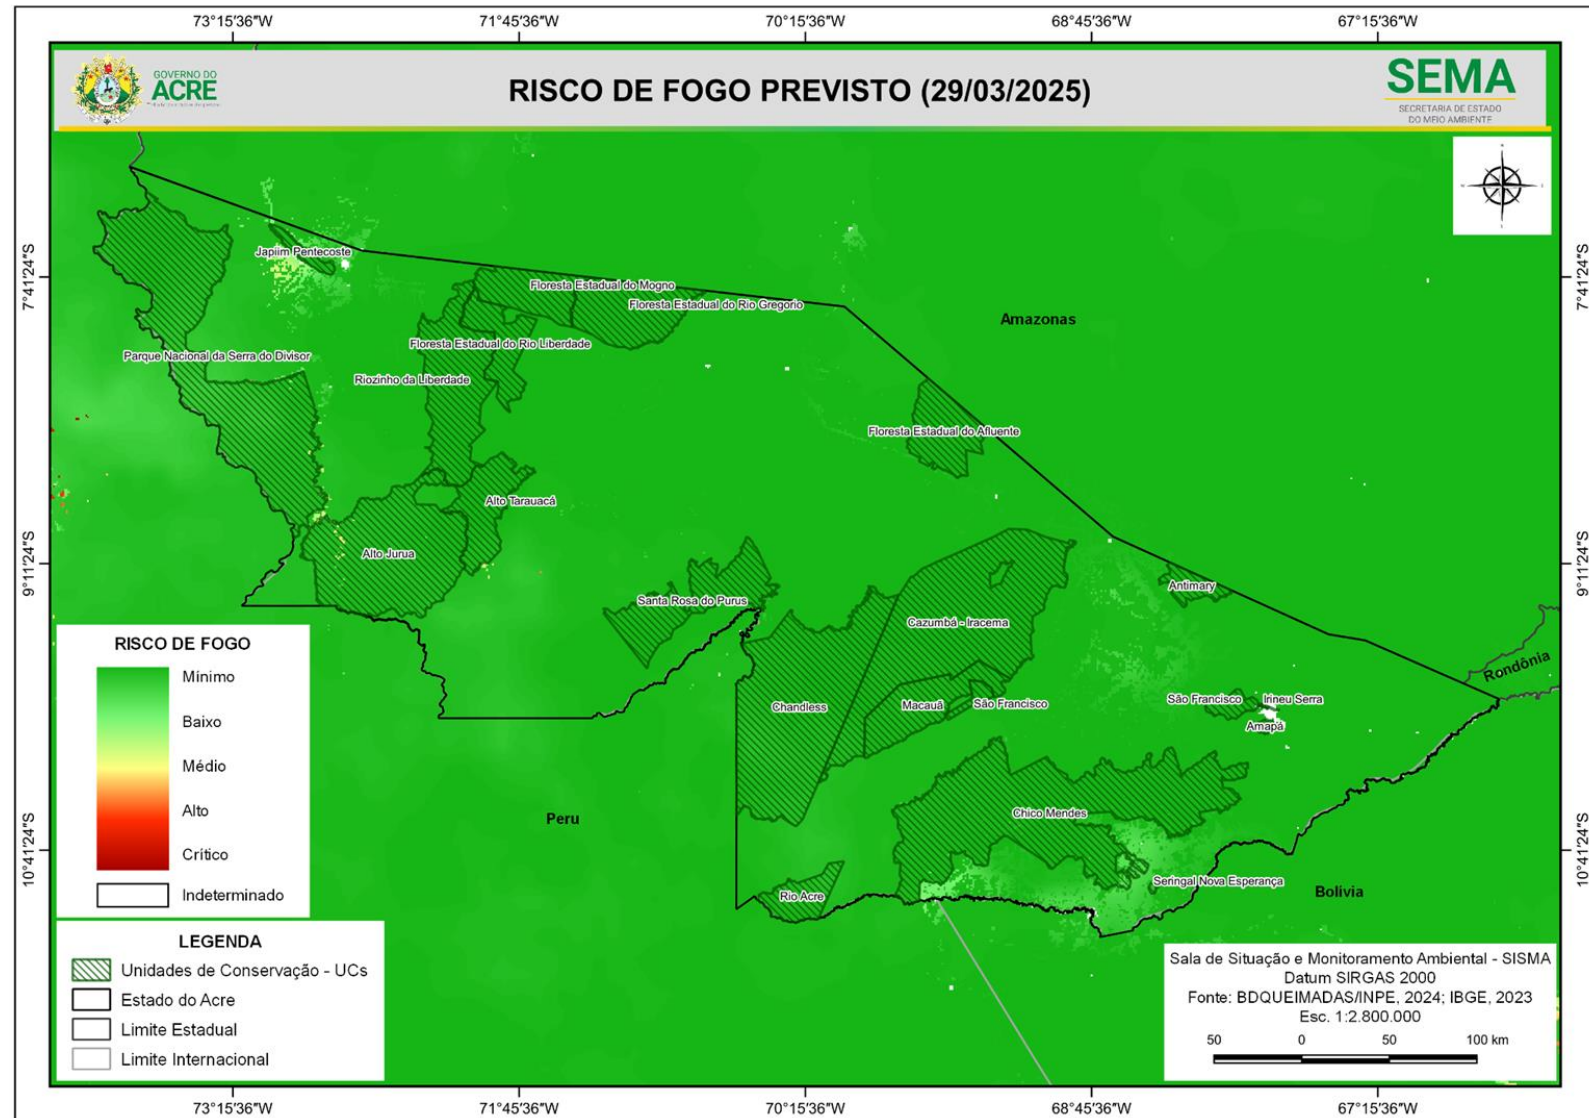 73°15'36"W 71°45'36"W 70°15'36"W 68°45'36"W 67°15'36"W
GOVERNO DO
ACRE
RISCO DE FOGO PREVISTO (29/03/2025)
SEMA
SECRETARIA DE ESTADO
DO MEIO AMBIENTE
7°41'24"S 7°41'24"S
Japiim Pentecoste
Floresta Estadual do Mogno
Floresta Estadual do Rio Gregorio
Amazonas
Floresta Estadual do Rio Liberdade
Parque Nacional da Serra do Divisor
Riozinho da Liberdade
Floresta Estadual do Afluente
Alto Tarauacá
Alto Jurua
9°11'24"S 9°11'24"S
Antimary
Santa Rosa do Purus
Cazumbá - Iracema
Rondônia
São Francisco
Irineu Serra
Chandless
Macauã
São Francisco
Amapá
Chico Mendes
Peru
10°41'24"S 10°41'24"S
Seringal Nova Esperança
Bolivia
Rio Acre
RISCO DE FOGO
Mínimo
Baixo
Médio
Alto
Crítico
Indeterminado
LEGENDA
Unidades de Conservação - UCs
Estado do Acre
Limite Estadual
Limite Internacional
Sala de Situação e Monitoramento Ambiental - SISMA
Datum SIRGAS 2000
Fonte: BDQUEIMADAS/INPE, 2024; IBGE, 2023
Esc. 1:2.800.000
50 0 50 100 km
73°15'36"W 71°45'36"W 70°15'36"W 68°45'36"W 67°15'36"W